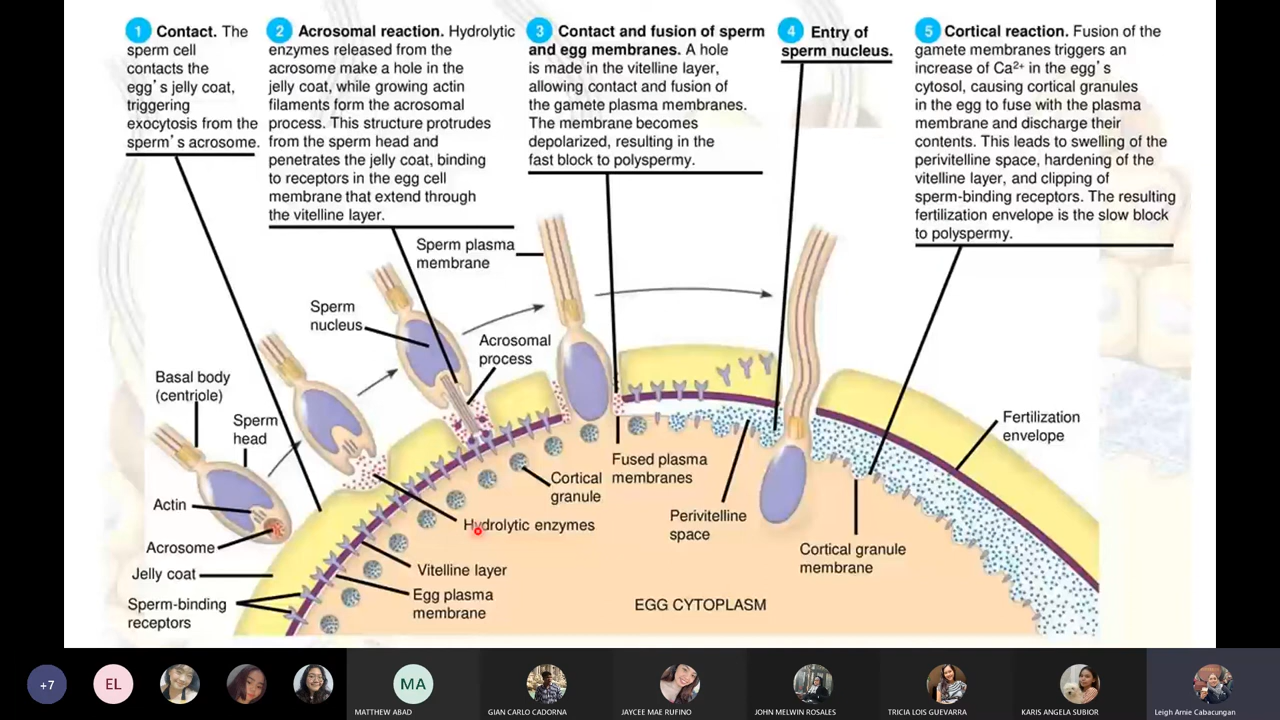 1 Contact. The
sperm cell
contacts the
egg's jelly coat,
triggering
exocytosis from the
sperm's acrosome.
2 Acrosomal reaction. Hydrolytic
enzymes released from the
acrosome make a hole in the
jelly coat, while growing actin
filaments form the acrosomal
process. This structure protrudes
from the sperm head and
penetrates the jelly coat, binding
to receptors in the egg cell
membrane that extend through
the vitelline layer.
3 Contact and fusion of sperm
and egg membranes. A hole
is made in the vitelline layer,
allowing contact and fusion of
the gamete plasma membranes.
The membrane becomes
depolarized, resulting in the
fast block to polyspermy.
4 Entry of
sperm nucleus.
5 Cortical reaction. Fusion of the
gamete membranes triggers an
increase of Ca²⁺ in the egg's
cytosol, causing cortical granules
in the egg to fuse with the plasma
membrane and discharge their
contents. This leads to swelling of the
perivitelline space, hardening of the
vitelline layer, and clipping of
sperm-binding receptors. The resulting
fertilization envelope is the slow block
to polyspermy.
Sperm plasma
membrane
Sperm
nucleus
Acrosomal
process
Basal body
(centriole)
Sperm
head
Actin
Acrosome
Jelly coat
Sperm-binding
receptors
Cortical
granule
Hydrolytic enzymes
Vitelline layer
Egg plasma
membrane
Fused plasma
membranes
Perivitelline
space
Cortical granule
membrane
Fertilization
envelope
EGG CYTOPLASM
+7
EL
MA
MATTHEW ABAD
GIAN CARLO CADORNA
JAYCEE MAE RUFINO
JOHN MELWIN ROSALES
TRICIA LOIS GUEVARRA
KARIS ANGELA SUBIOR
Leigh Arnie Cabacungan